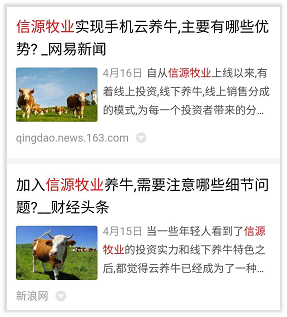 信源牧业实现手机云养牛,主要有哪些优
势? _网易新闻
4月16日 自从信源牧业上线以来,有
着线上投资,线下养牛,线上销售分成
的模式,为每一个投资者带来的分...
qingdao.news.163.com
加入信源牧业养牛,需要注意哪些细节问
题?__财经头条
4月15日 当一些年轻人看到了信源
牧业的投资实力和线下养牛特色之
后,都觉得云养牛已经成为了一种...
新浪网